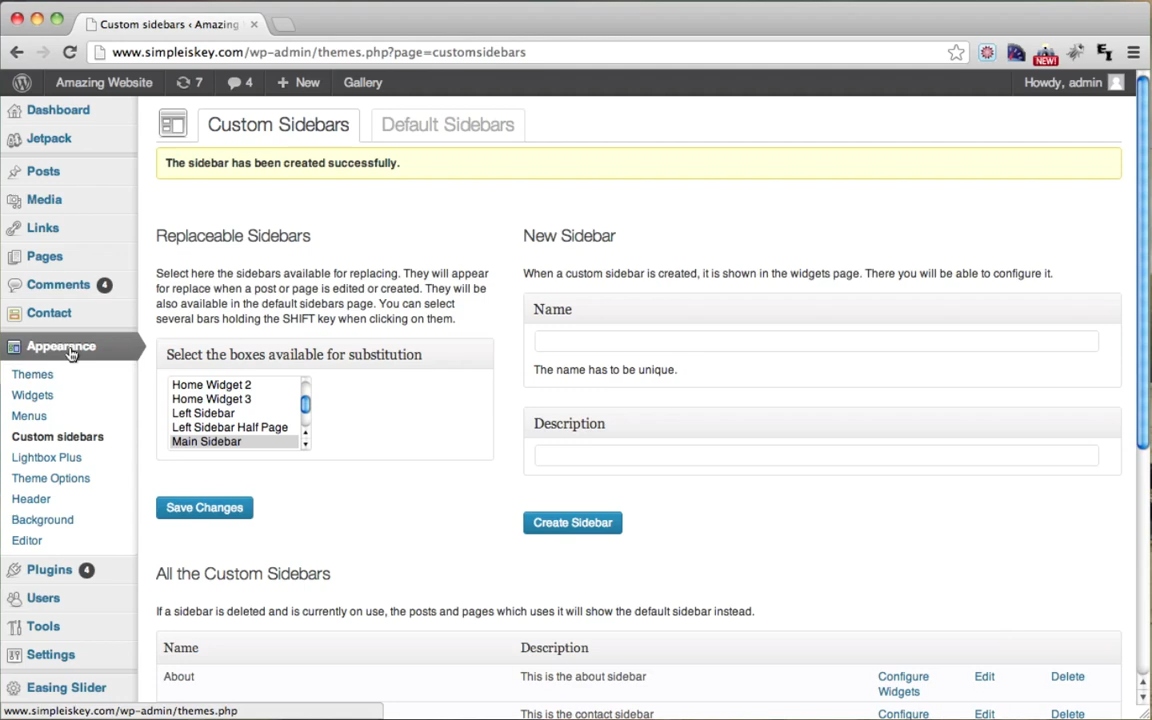 Custom sidebars ‹ Amazing
www.simpleiskey.com/wp-admin/themes.php?page=customsidebars
NEW!
EI
Amazing Website
7
4
+ New
Gallery
Howdy, admin
Dashboard
Jetpack
Posts
Media
Links
Pages
Comments 4
Contact
Appearance
Themes
Widgets
Menus
Custom sidebars
Lightbox Plus
Theme Options
Header
Background
Editor
Plugins 4
Users
Tools
Settings
Easing Slider
www.simpleiskey.com/wp-admin/themes.php
Custom Sidebars
Default Sidebars
The sidebar has been created successfully.
Replaceable Sidebars
Select here the sidebars available for replacing. They will appear
for replace when a post or page is edited or created. They will be
also available in the default sidebars page. You can select
several bars holding the SHIFT key when clicking on them.
Select the boxes available for substitution
Home Widget 2
Home Widget 3
Left Sidebar
Left Sidebar Half Page
Main Sidebar
Save Changes
New Sidebar
When a custom sidebar is created, it is shown in the widgets page. There you will be able to configure it.
Name
The name has to be unique.
Description
Create Sidebar
All the Custom Sidebars
If a sidebar is deleted and is currently on use, the posts and pages which uses it will show the default sidebar instead.
Name Description
About This is the about sidebar Configure Widgets Edit Delete
This is the contact sidebar Configure Edit Delete